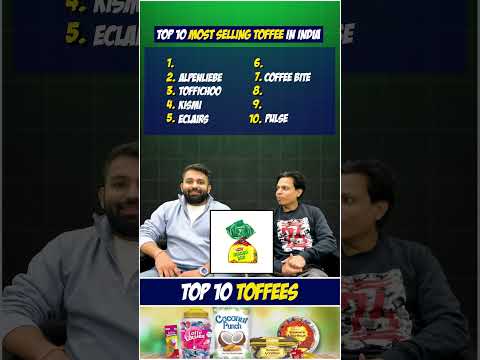 4. KISMI
5. ECLAIRS
TOP 10 MOST SELLING TOFFEE IN INDIA
1.
2. ALPENLIEBE
3. TOFFICHOO
4. KISMI
5. ECLAIRS
6.
7. COFFEE BITE
8.
9.
10. PULSE
TOP 10 TOFFEES
Coconut
Punch